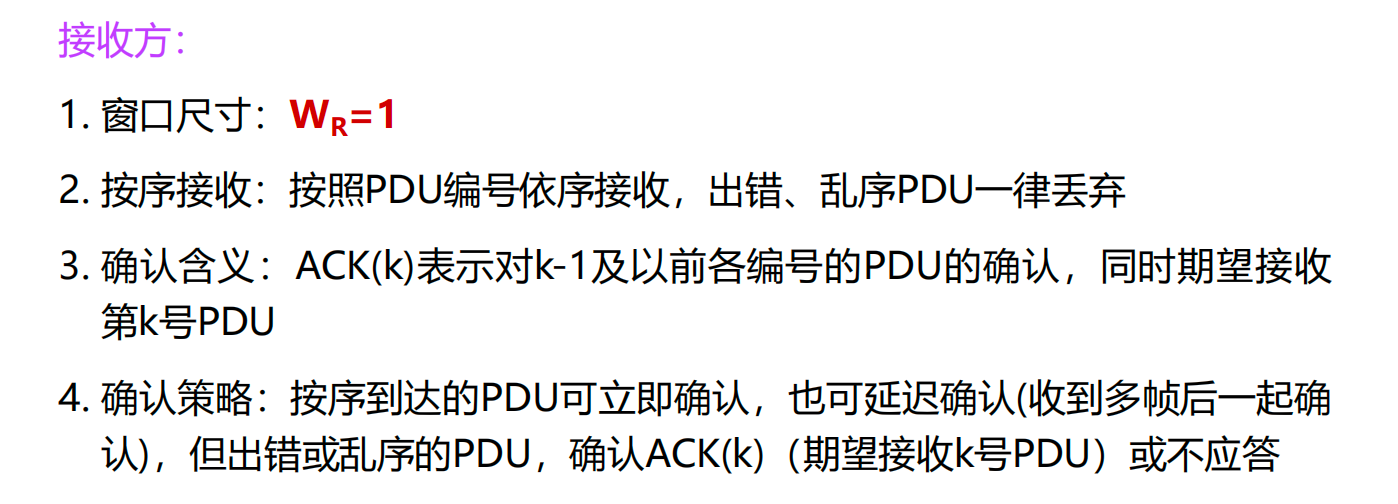 接收方：
1. 窗口尺寸：WR=1
2. 按序接收：按照PDU编号依序接收，出错、乱序PDU一律丢弃
3. 确认含义：ACK(k)表示对k-1及以前各编号的PDU的确认，同时期望接收
第k号PDU
4. 确认策略：按序到达的PDU可立即确认，也可延迟确认(收到多帧后一起确
认)，但出错或乱序的PDU，确认ACK(k)（期望接收k号PDU）或不应答